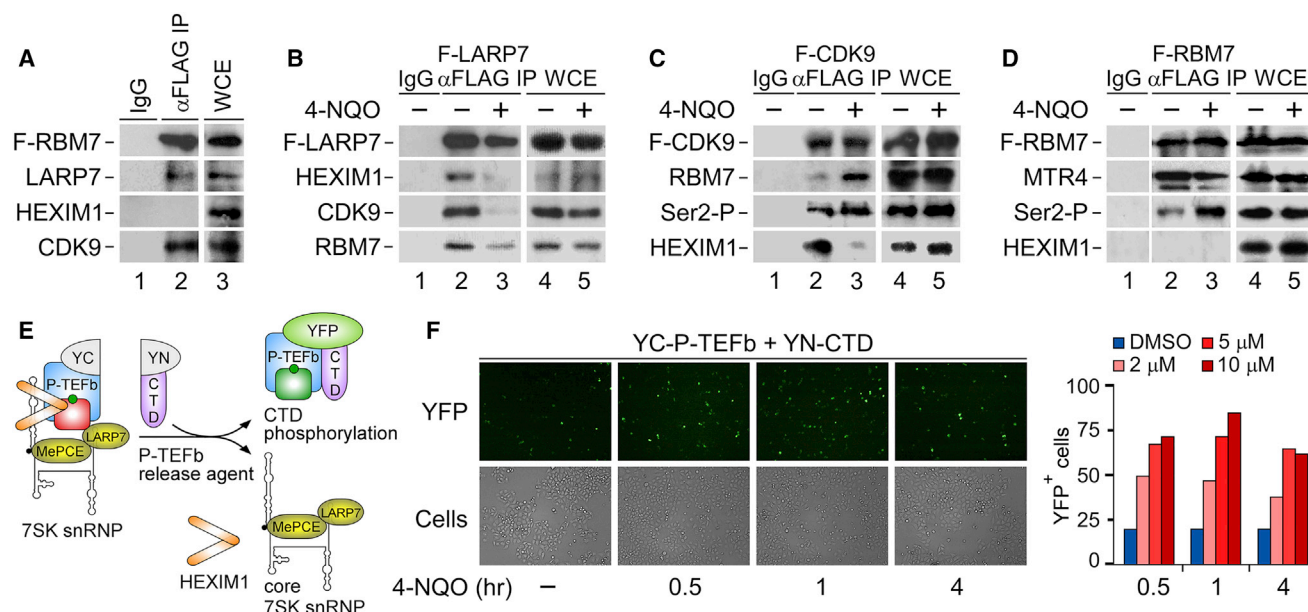 A
IgG
αFLAG IP
WCE
F-RBM7
LARP7
HEXIM1
CDK9
1 2 3
B
F-LARP7
IgG αFLAG IP WCE
4-NQO − − + − +
F-LARP7
HEXIM1
CDK9
RBM7
1 2 3 4 5
C
F-CDK9
IgG αFLAG IP WCE
4-NQO − − + − +
F-CDK9
RBM7
Ser2-P
HEXIM1
1 2 3 4 5
D
F-RBM7
IgG αFLAG IP WCE
4-NQO − − + − +
F-RBM7
MTR4
Ser2-P
HEXIM1
1 2 3 4 5
E
YC
P-TEFb
MePCE
LARP7
7SK snRNP
YN
CTD
P-TEFb
release agent
YFP
P-TEFb
CTD
CTD
phosphorylation
HEXIM1
MePCE
LARP7
core
7SK snRNP
F
YC-P-TEFb + YN-CTD
YFP
Cells
4-NQO (hr) − 0.5 1 4
DMSO
2 μM
5 μM
10 μM
YFP+ cells
100
75
50
25
0
0.5 1 4